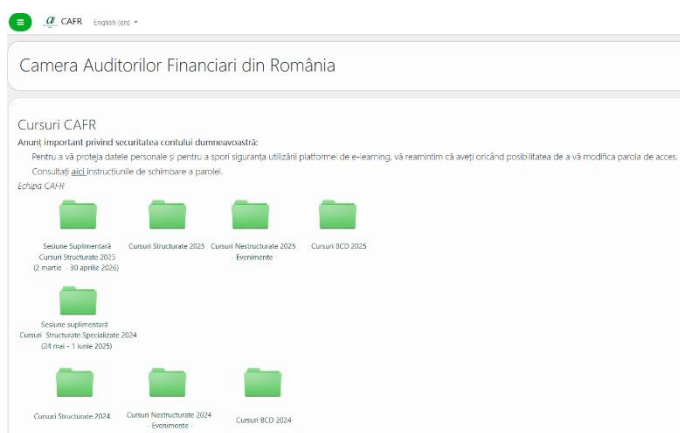 CAFR English (en)
Camera Auditorilor Financiari din România
Cursuri CAFR
Anunț important privind securitatea contului dumneavoastră:
Pentru a vă proteja datele personale și pentru a spori siguranța utilizării platformei de e-learning, vă reamintim că aveți oricând posibilitatea de a vă modifica parola de acces.
Consultați aici instrucțiunile de schimbare a parolei.
Echipa CAFR
Sesiune Suplimentară
Cursuri Structurate 2025
(2 martie - 30 aprilie 2026)
Cursuri Structurate 2025
Cursuri Nestructurate 2025
- Evenimente -
Cursuri BCD 2025
Sesiune suplimentară
Cursuri Structurate Specializate 2024
(24 mai - 1 iunie 2025)
Cursuri Structurate 2024
Cursuri Nestructurate 2024
- Evenimente -
Cursuri BCD 2024